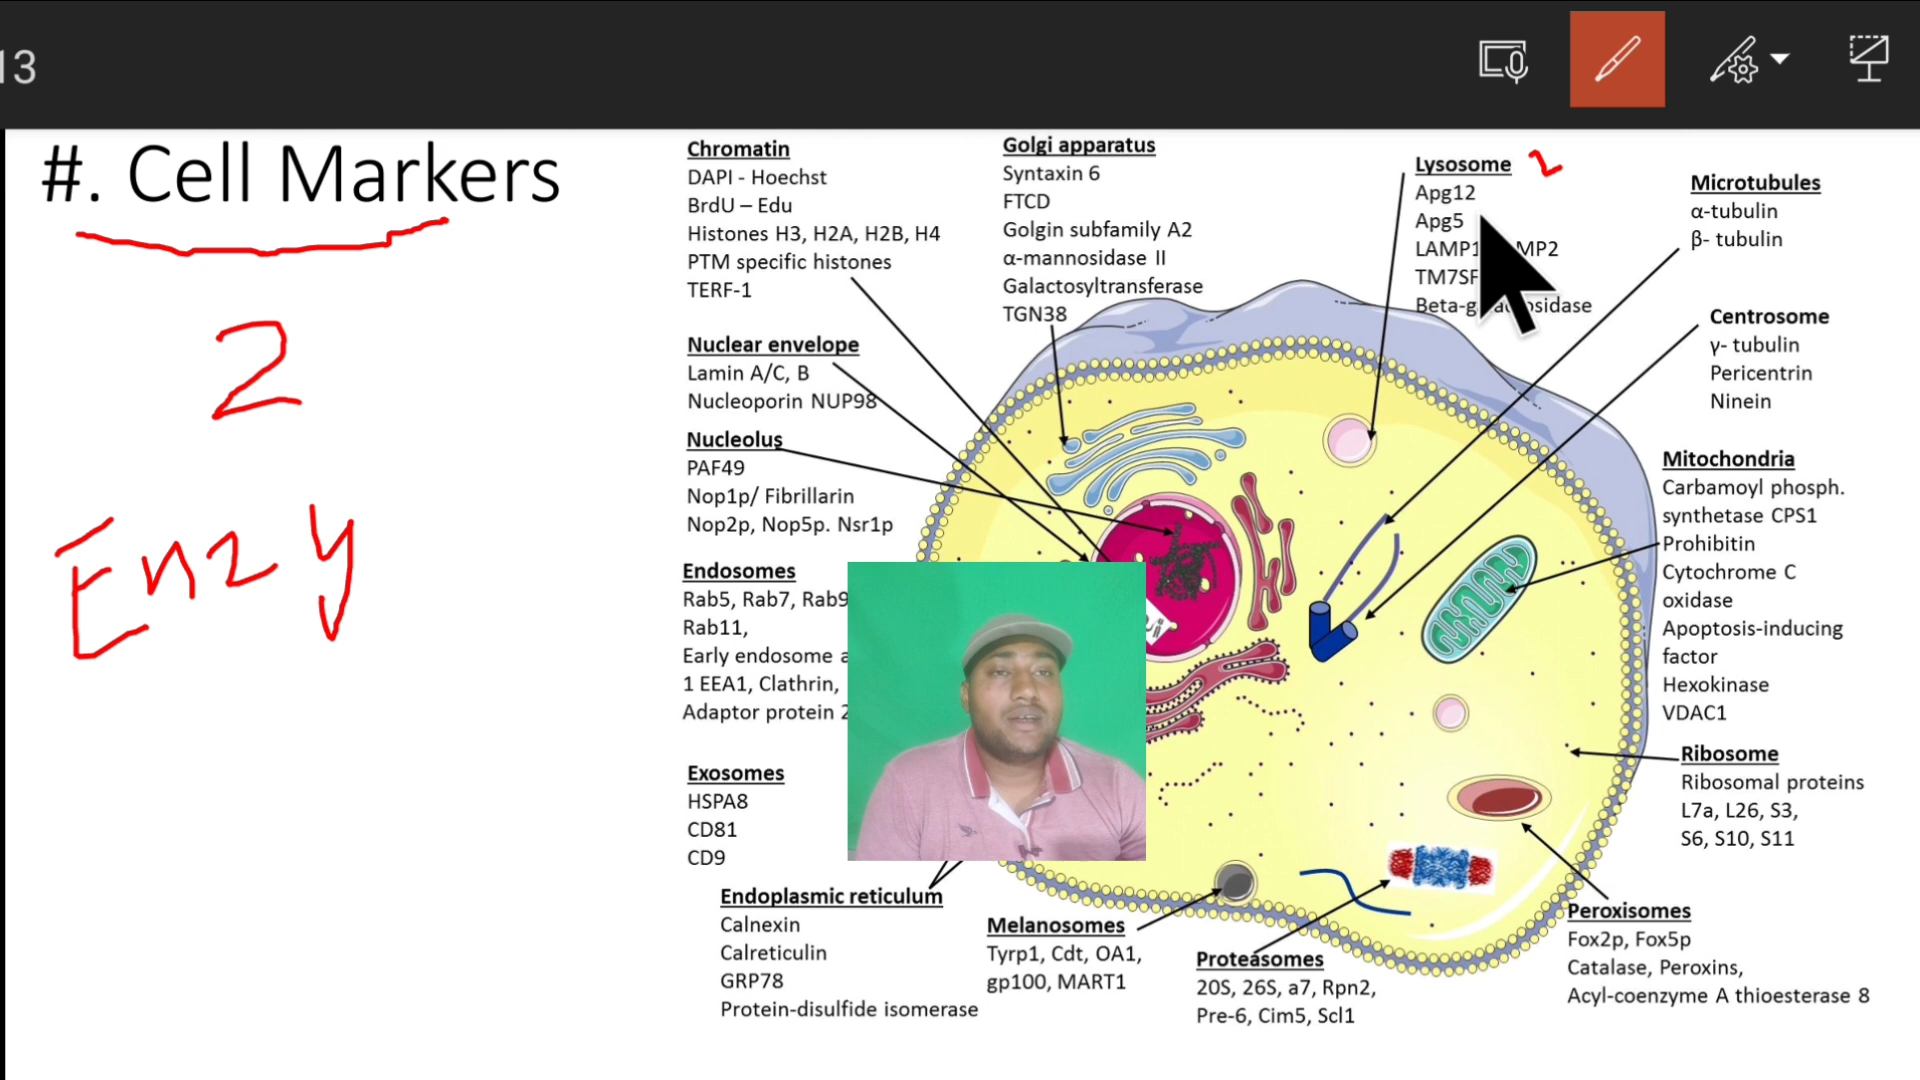 13
#. Cell Markers
2
Enzy
Chromatin
DAPI - Hoechst
BrdU – Edu
Histones H3, H2A, H2B, H4
PTM specific histones
TERF-1
Nuclear envelope
Lamin A/C, B
Nucleoporin NUP98
Nucleolus
PAF49
Nop1p/ Fibrillarin
Nop2p, Nop5p. Nsr1p
Endosomes
Rab5, Rab7, Rab9
Rab11,
Early endosome
1 EEA1, Clathrin,
Adaptor protein 2
Exosomes
HSPA8
CD81
CD9
Endoplasmic reticulum
Calnexin
Calreticulin
GRP78
Protein-disulfide isomerase
Golgi apparatus
Syntaxin 6
FTCD
Golgin subfamily A2
α-mannosidase II
Galactosyltransferase
TGN38
Lysosome 2
Apg12
Apg5
LAMP1 MP2
TM7SF
Microtubules
α-tubulin
β- tubulin
Centrosome
γ- tubulin
Pericentrin
Ninein
Mitochondria
Carbamoyl phosph.
synthetase CPS1
Prohibitin
Cytochrome C
oxidase
Apoptosis-inducing
factor
Hexokinase
VDAC1
Ribosome
Ribosomal proteins
L7a, L26, S3,
S6, S10, S11
Melanosomes
Tyrp1, Cdt, OA1,
gp100, MART1
Proteasomes
20S, 26S, a7, Rpn2,
Pre-6, Cim5, Scl1
Peroxisomes
Fox2p, Fox5p
Catalase, Peroxins,
Acyl-coenzyme A thioesterase 8